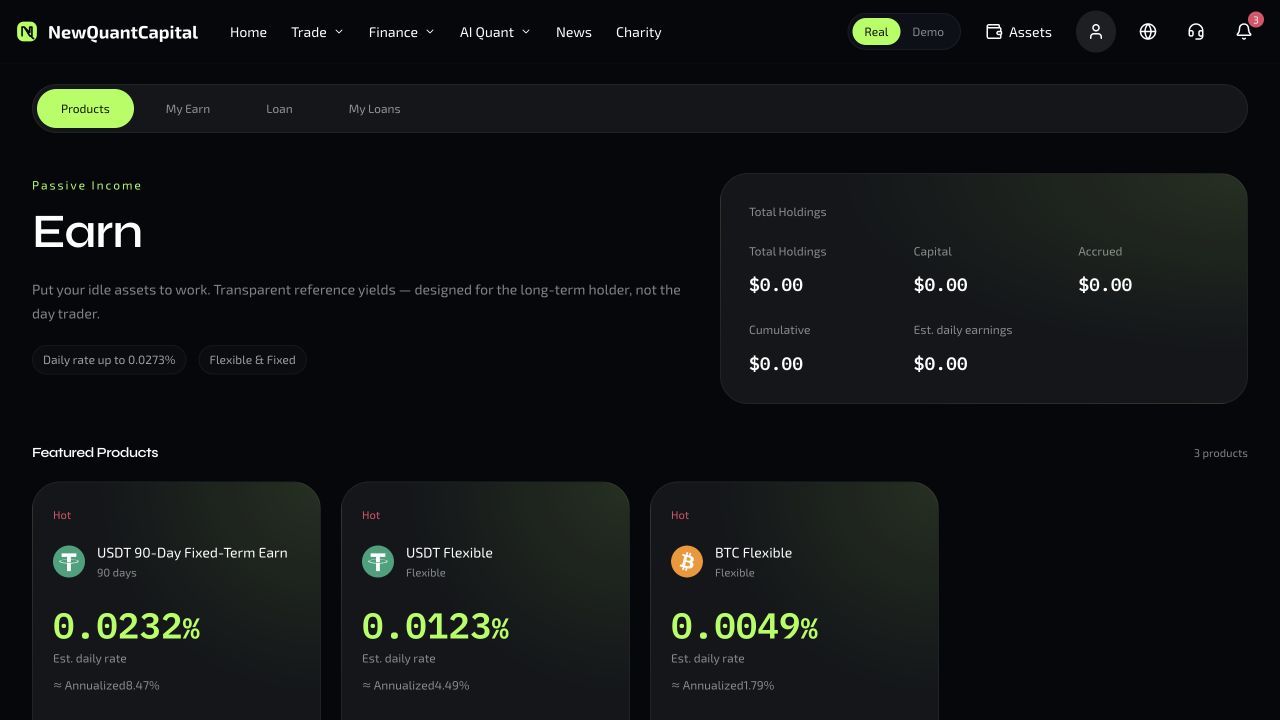 NewQuantCapital
Home
Trade
Finance
AI Quant
News
Charity
Real
Demo
Assets
3
Products
My Earn
Loan
My Loans
Passive Income
Earn
Put your idle assets to work. Transparent reference yields — designed for the long-term holder, not the
day trader.
Daily rate up to 0.0273%
Flexible & Fixed
Total Holdings
Total Holdings
Capital
Accrued
$0.00
$0.00
$0.00
Cumulative
Est. daily earnings
$0.00
$0.00
Featured Products
3 products
Hot
USDT 90-Day Fixed-Term Earn
90 days
0.0232%
Est. daily rate
≈ Annualized8.47%
Hot
USDT Flexible
Flexible
0.0123%
Est. daily rate
≈ Annualized4.49%
Hot
BTC Flexible
Flexible
0.0049%
Est. daily rate
≈ Annualized1.79%